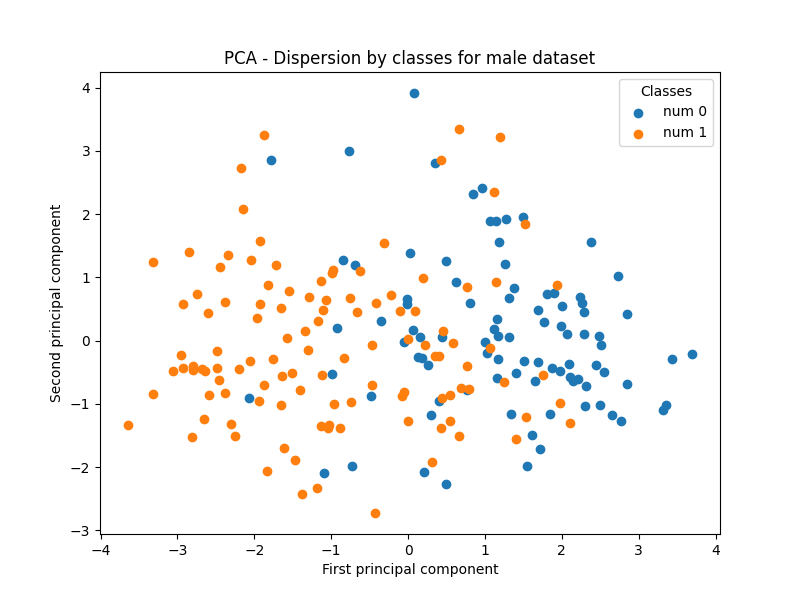 PCA - Dispersion by classes for male dataset
Classes
num 0
num 1
4
3
2
1
0
−1
−2
−3
Second principal component
−4
−3
−2
−1
0
1
2
3
4
First principal component